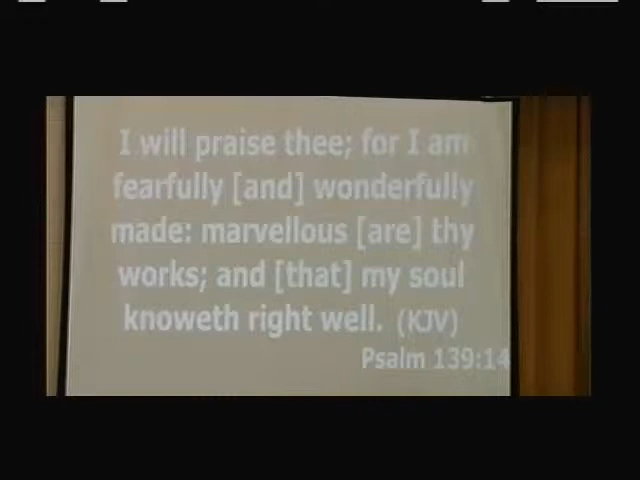 I will praise thee; for I am
fearfully [and] wonderfully
made: marvellous [are] thy
works; and [that] my soul
knoweth right well. (KJV)
Psalm 139:14